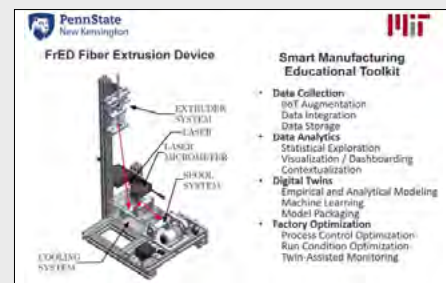 PennState
New Kensington
MIT
FrED Fiber Extrusion Device
EXTRUDER
SYSTEM
LASER
LASER
MICROMETER
SPOOL
SYSTEM
COOLING
SYSTEM
Smart Manufacturing
Educational Toolkit
• Data Collection
IIoT Augmentation
Data Integration
Data Storage
• Data Analytics
Statistical Exploration
Visualization / Dashboarding
Contextualization
• Digital Twins
Empirical and Analytical Modeling
Machine Learning
Model Packaging
• Factory Optimization
Process Control Optimization
Run Condition Optimization
Twin-Assisted Monitoring